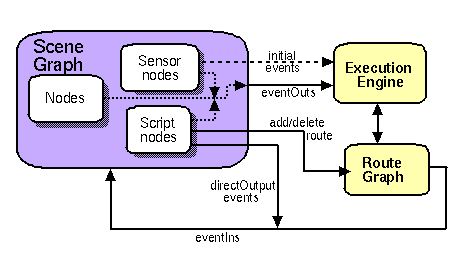 Scene
Graph
Sensor
nodes
Nodes
Script
nodes
initial
events
eventOuts
Execution
Engine
add/delete
route
directOutput
events
Route
Graph
eventIns